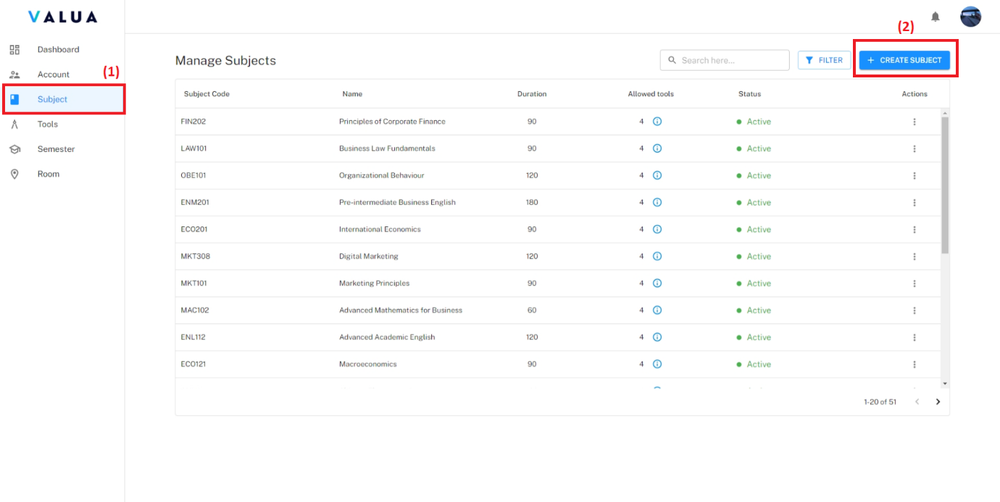 VALUA
(2)
Dashboard
Account
(1)
Subject
Tools
Semester
Room
Manage Subjects
Search here...
FILTER
+ CREATE SUBJECT
Subject Code Name Duration Allowed tools Status Actions
FIN202 Principles of Corporate Finance 90 4 Active
LAW101 Business Law Fundamentals 90 4 Active
OBE101 Organizational Behaviour 120 4 Active
ENM201 Pre-intermediate Business English 180 4 Active
ECO201 International Economics 90 4 Active
MKT308 Digital Marketing 120 4 Active
MKT101 Marketing Principles 90 4 Active
MAC102 Advanced Mathematics for Business 60 4 Active
ENL112 Advanced Academic English 120 4 Active
ECO121 Macroeconomics 90 4 Active
1-20 of 51